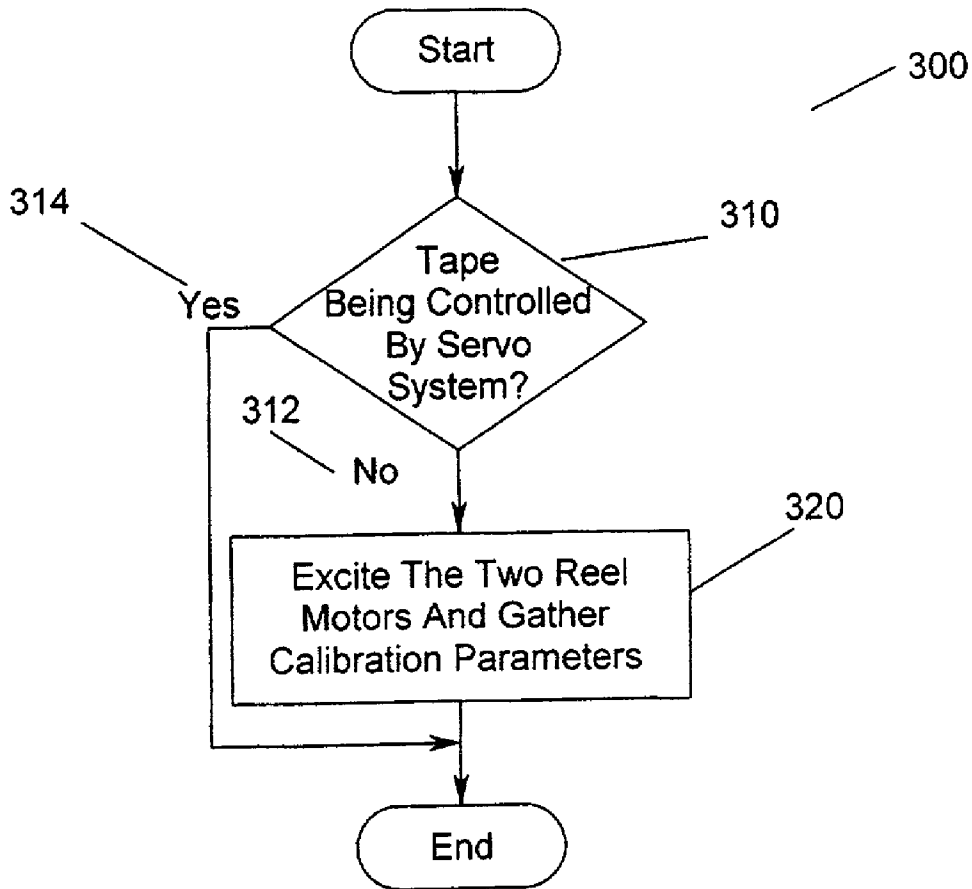 Start
300
314
310
Tape
Being Controlled
By Servo
System?
Yes
312
No
320
Excite The Two Reel
Motors And Gather
Calibration Parameters
End